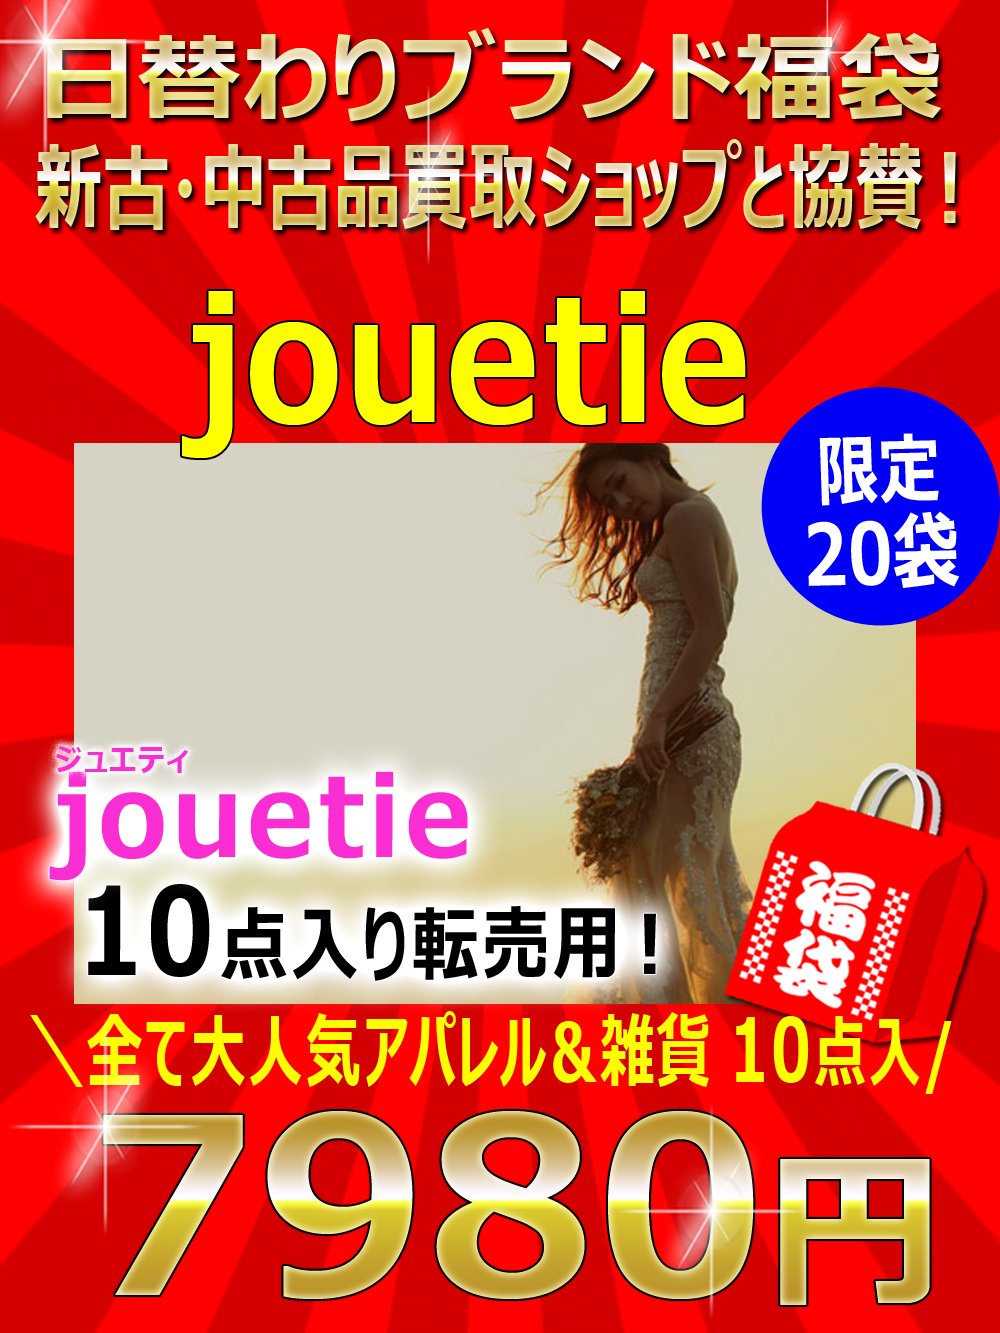 日替わりブランド福袋
新古・中古品買取ショップと協賛！
jouetie
限定
20袋
ジュエティ
jouetie
10点入り転売用！
福袋
\全て大人気アパレル＆雑貨 10点入/
7980円